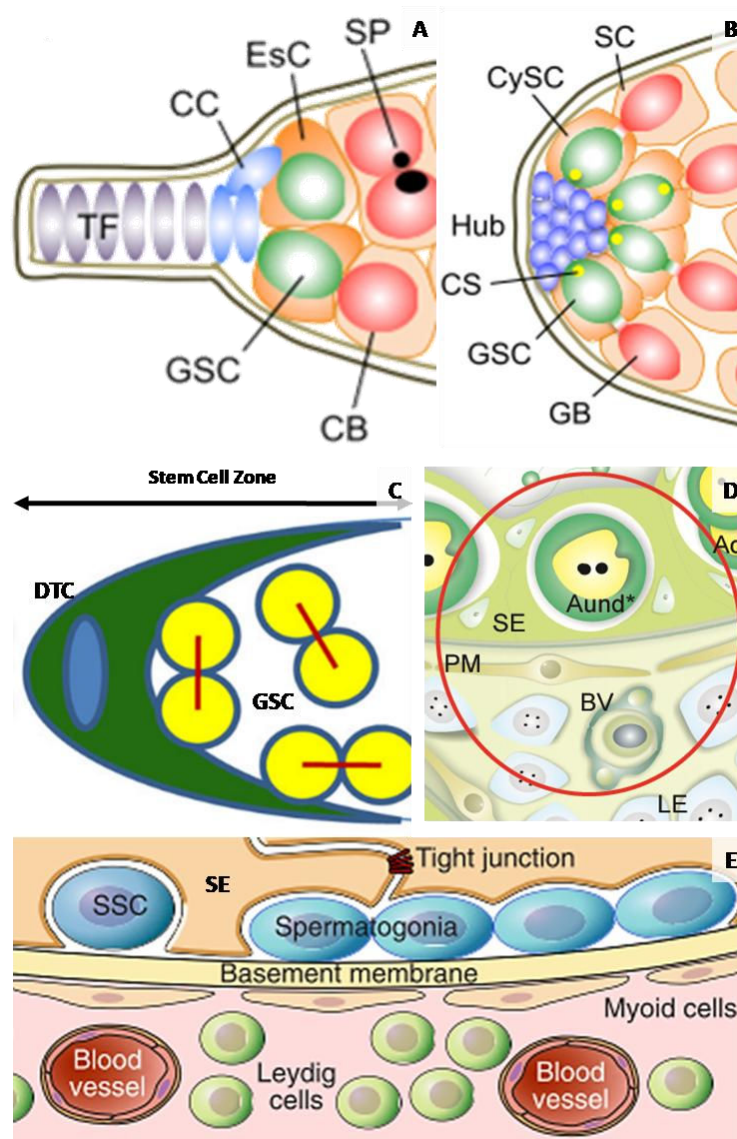 A
SP
EsC
CC
TF
GSC
CB
B
SC
CySC
Hub
CS
GSC
GB
Stem Cell Zone
C
DTC
GSC
D
Aund*
SE
PM
BV
LE
E
SE
Tight junction
SSC
Spermatogonia
Basement membrane
Myoid cells
Blood
vessel
Leydig
cells
Blood
vessel